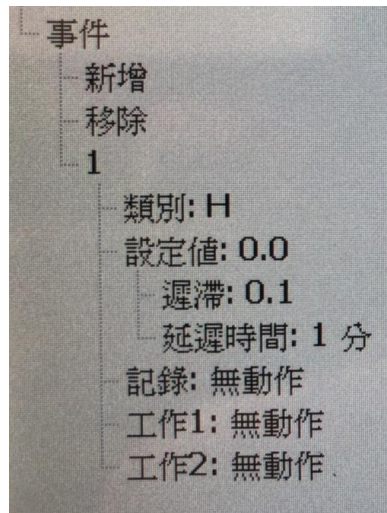 事件
新增
移除
1
類別: H
設定值: 0.0
遲滯: 0.1
延遲時間: 1 分
記錄: 無動作
工作1: 無動作
工作2: 無動作